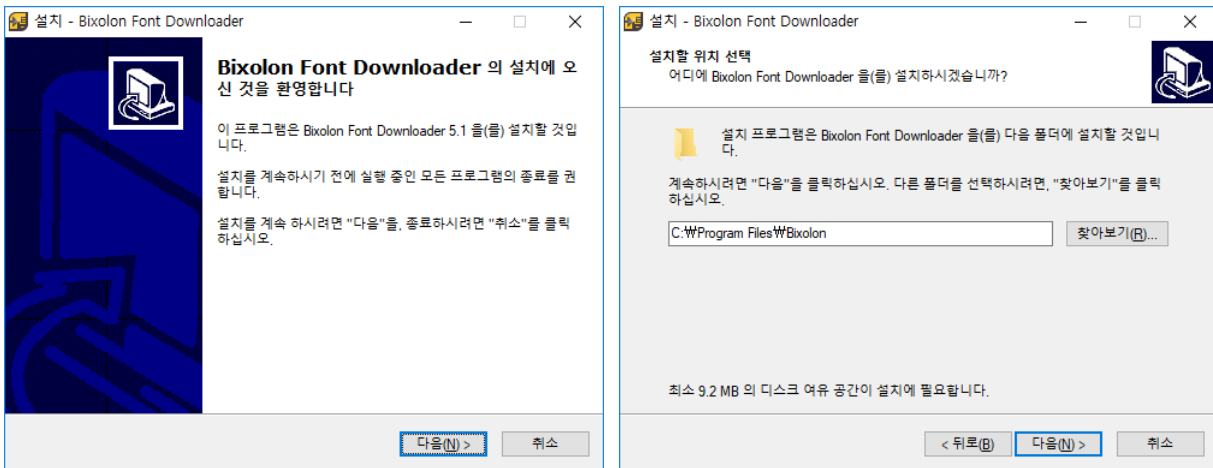 설치 - Bixolon Font Downloader
Bixolon Font Downloader 의 설치에 오
신 것을 환영합니다
이 프로그램은 Bixolon Font Downloader 5.1 을(를) 설치할 것입
니다.
설치를 계속하시기 전에 실행 중인 모든 프로그램의 종료를 권
합니다.
설치를 계속 하시려면 "다음"을, 종료하시려면 "취소"를 클릭
하십시오.
다음(N) >
취소
설치 - Bixolon Font Downloader
설치할 위치 선택
어디에 Bixolon Font Downloader 을(를) 설치하시겠습니까?
설치 프로그램은 Bixolon Font Downloader 을(를) 다음 폴더에 설치할 것입니
다.
계속하시려면 "다음"을 클릭하십시오. 다른 폴더를 선택하시려면, "찾아보기"를 클릭
하십시오.
C:₩Program Files₩Bixolon
찾아보기(R)...
최소 9.2 MB 의 디스크 여유 공간이 설치에 필요합니다.
< 뒤로(B)
다음(N) >
취소